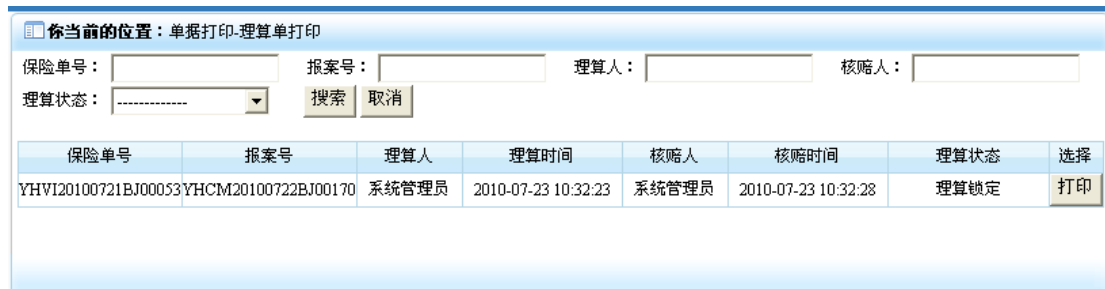 你当前的位置：单据打印-理算单打印
保险单号： 报案号： 理算人： 核赔人：
理算状态： ------------- 搜索 取消
保险单号 报案号 理算人 理算时间 核赔人 核赔时间 理算状态 选择
YHVI20100721BJ00053 YHCM20100722BJ00170 系统管理员 2010-07-23 10:32:23 系统管理员 2010-07-23 10:32:28 理算锁定 打印